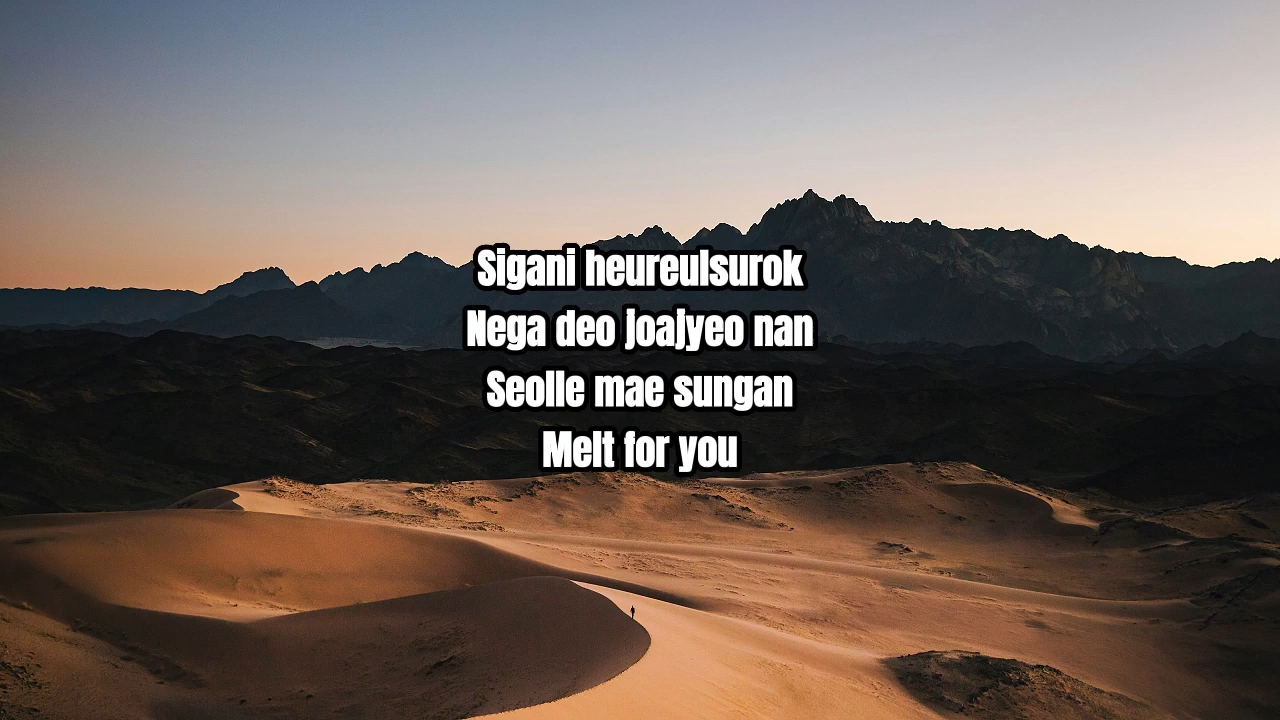 Sigani heureulsurok
Nega deo joajyeo nan
Seolle mae sungan
Melt for you